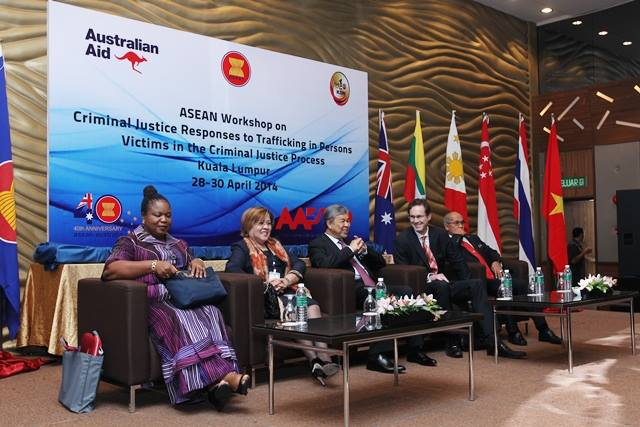 Australian
Aid
ASEAN Workshop on
Criminal Justice Responses to Trafficking in Persons
Victims in the Criminal Justice Process
Kuala Lumpur
28-30 April 2014
40th ANNIVERSARY
KELUAR